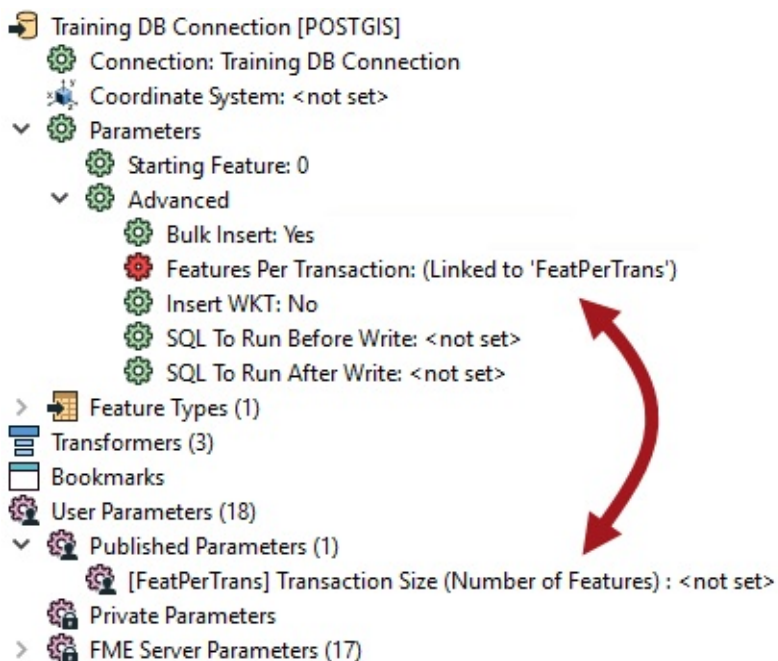 Training DB Connection [POSTGIS]
Connection: Training DB Connection
Coordinate System: <not set>
Parameters
Starting Feature: 0
Advanced
Bulk Insert: Yes
Features Per Transaction: (Linked to 'FeatPerTrans')
Insert WKT: No
SQL To Run Before Write: <not set>
SQL To Run After Write: <not set>
Feature Types (1)
Transformers (3)
Bookmarks
User Parameters (18)
Published Parameters (1)
[FeatPerTrans] Transaction Size (Number of Features) : <not set>
Private Parameters
FME Server Parameters (17)